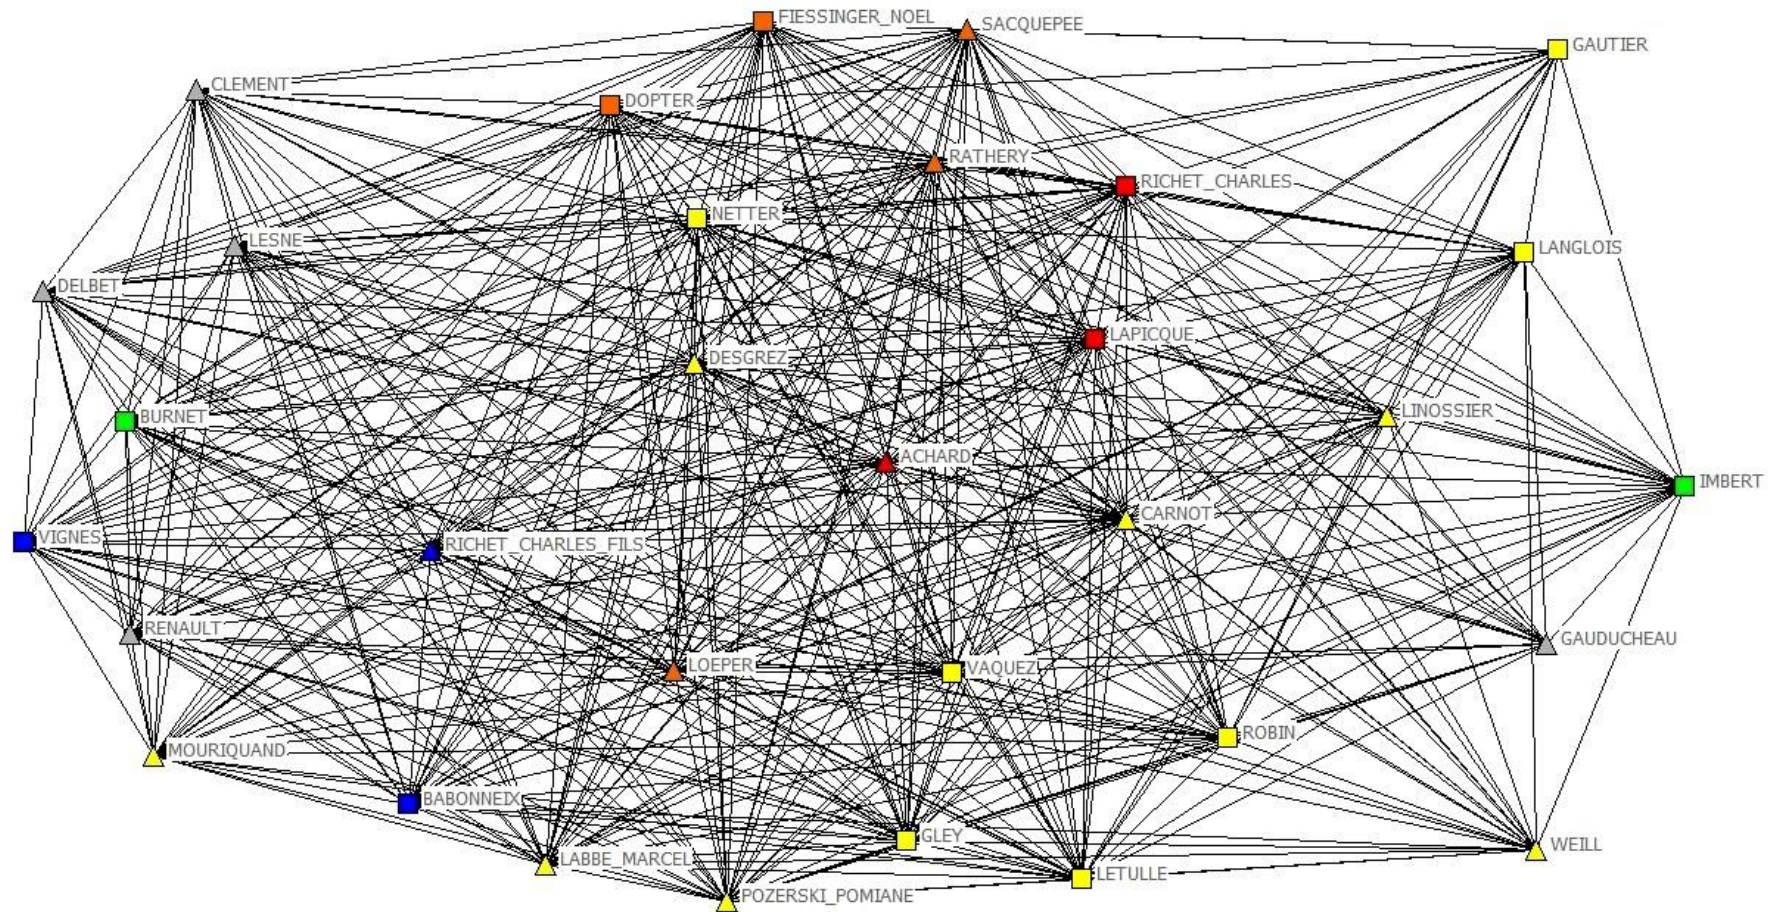 FIESSINGER_NOEL
SACQUEPEE
GAUTIER
CLEMENT
DOPTER
RATHERY
RICHET_CHARLES
NETTER
LESNE
LANGLOIS
DELBET
LAPICQUE
DESGREZ
BURNET
LINOSSIER
ACHARD
IMBERT
CARNOT
VIGNES
RICHET_CHARLES_FILS
RENAULT
GAUDUCHEAU
LOEPER
VAQUEZ
ROBIN
MOURIQUAND
BABONNEIX
GLEY
WEILL
LABBE_MARCEL
LETULLE
POZERSKI_POMIANE